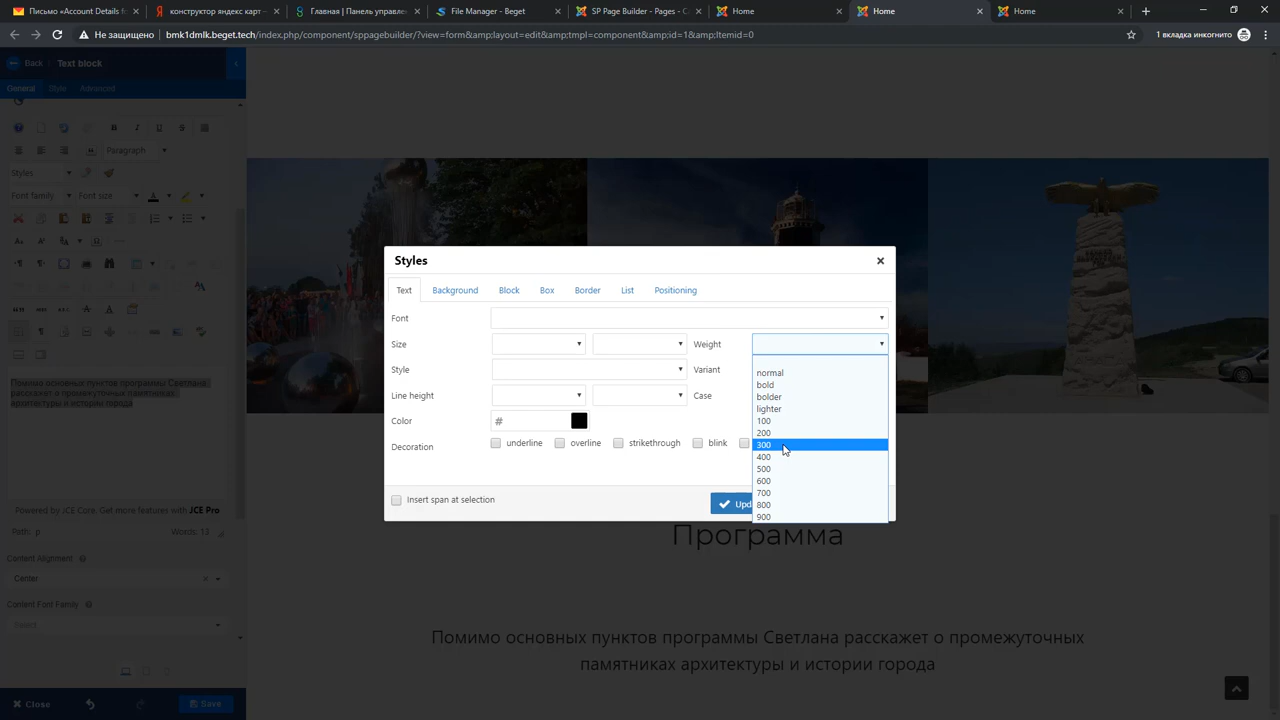 Письмо «Account Details fo
конструктор яндекс карт –
Главная | Панель управле
File Manager - Beget
SP Page Builder - Pages - С
Home
Home
Home
Не защищено
bmk1dmlk.beget.tech/index.php/component/sppagebuilder/?view=form&amp;layout=edit&amp;tmpl=component&amp;id=1&amp;Itemid=0
1 вкладка инкогнито
Back
Text block
General
Style
Advanced
Paragraph
Styles
Font family
Font size
Помимо основных пунктов программы Светлана
расскажет о промежуточных памятниках
архитектуры и истории города
Powered by JCE Core. Get more features with JCE Pro
Path: p
Words: 13
Content Alignment
Center
Content Font Family
Select
Close
Save
Styles
Text
Background
Block
Box
Border
List
Positioning
Font
Size
Weight
Style
Variant
Line height
Case
Color
#
Decoration
underline
overline
strikethrough
blink
Insert span at selection
Upd
normal
bold
bolder
lighter
100
200
300
400
500
600
700
800
900
Программа
Помимо основных пунктов программы Светлана расскажет о промежуточных
памятниках архитектуры и истории города